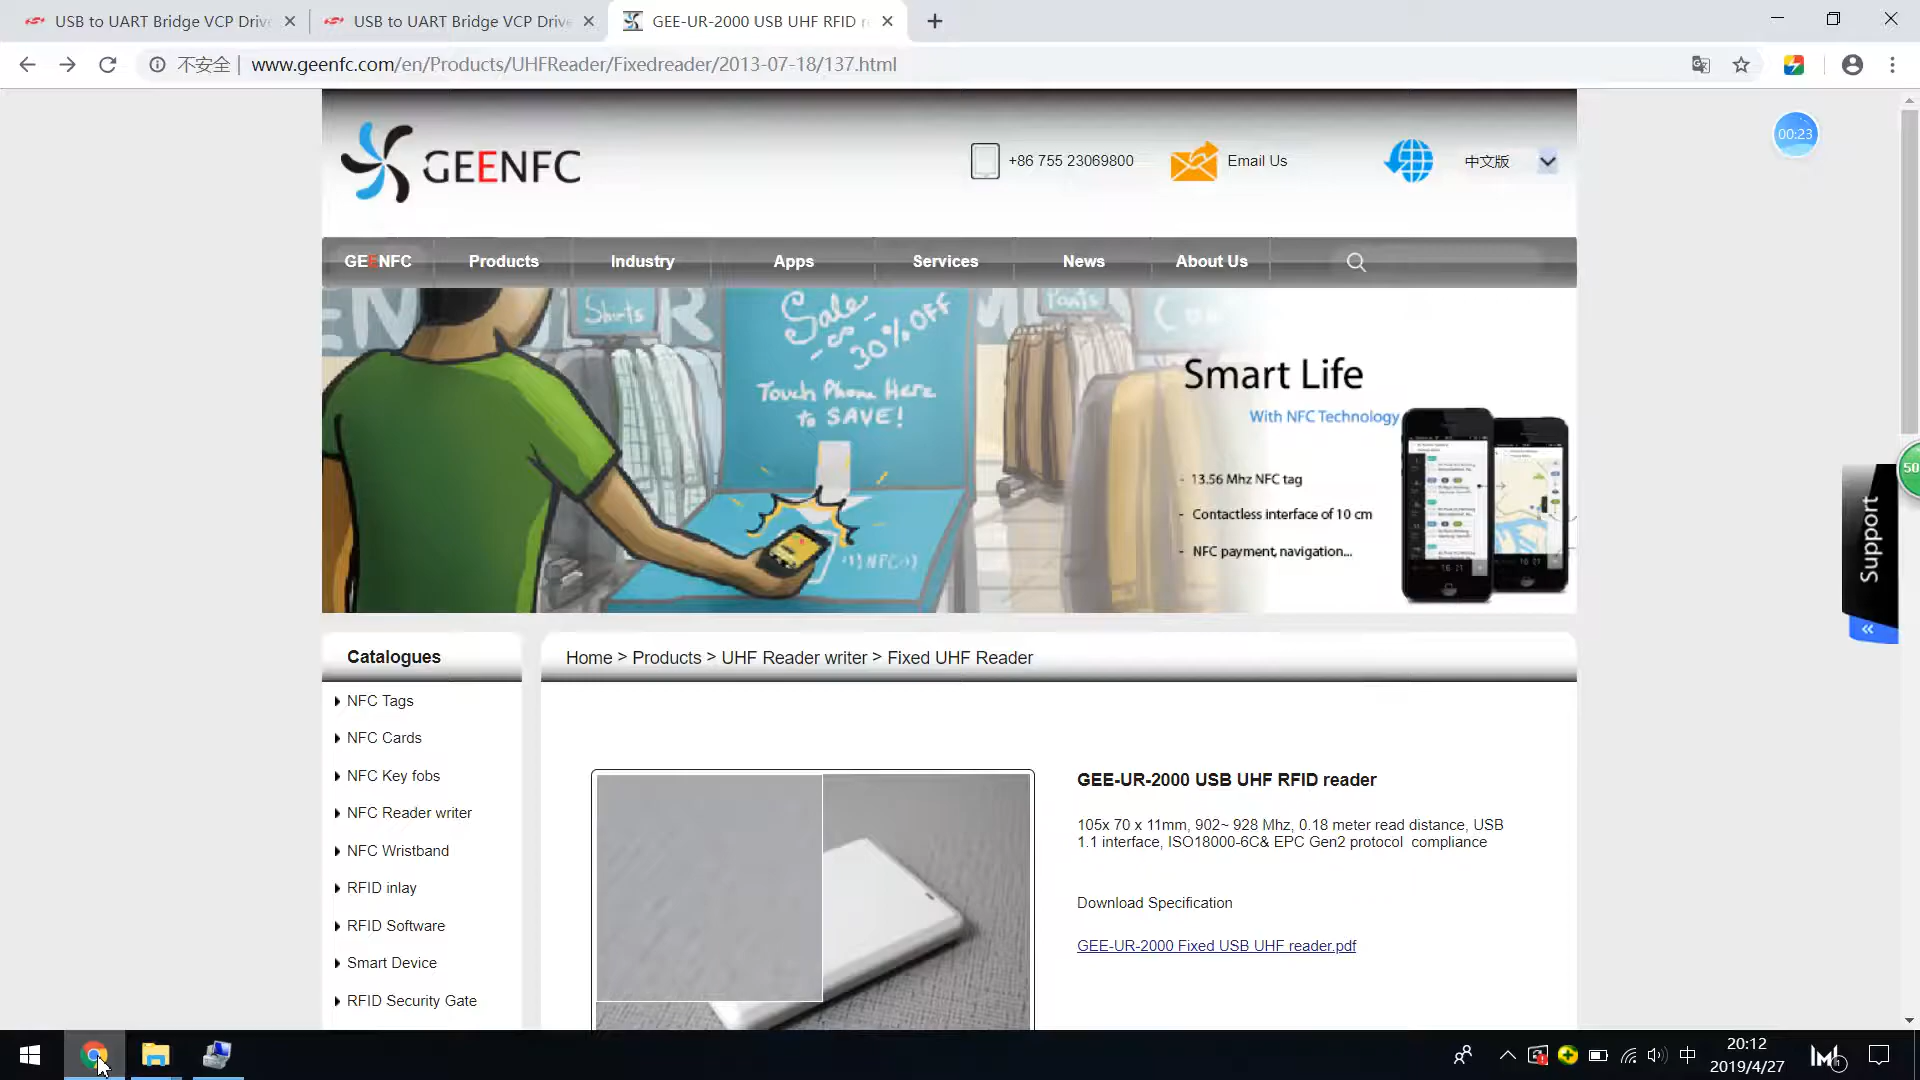 USB to UART Bridge VCP Drive
USB to UART Bridge VCP Drive
GEE-UR-2000 USB UHF RFID r
不安全
www.geenfc.com/en/Products/UHFReader/Fixedreader/2013-07-18/137.html
00:23
GEENFC
+86 755 23069800
Email Us
中文版
GEENFC
Products
Industry
Apps
Services
News
About Us
Shirts
Sale
30% OFF
Touch Phone Here
to SAVE!
Pants
NFC
Smart Life
With NFC Technology
- 13.56 Mhz NFC tag
- Contactless interface of 10 cm
- NFC payment, navigation...
50
Support
Catalogues
NFC Tags
NFC Cards
NFC Key fobs
NFC Reader writer
NFC Wristband
RFID inlay
RFID Software
Smart Device
RFID Security Gate
Home > Products > UHF Reader writer > Fixed UHF Reader
GEE-UR-2000 USB UHF RFID reader
105x 70 x 11mm, 902~ 928 Mhz, 0.18 meter read distance, USB
1.1 interface, ISO18000-6C& EPC Gen2 protocol compliance
Download Specification
GEE-UR-2000 Fixed USB UHF reader.pdf
中
20:12
2019/4/27